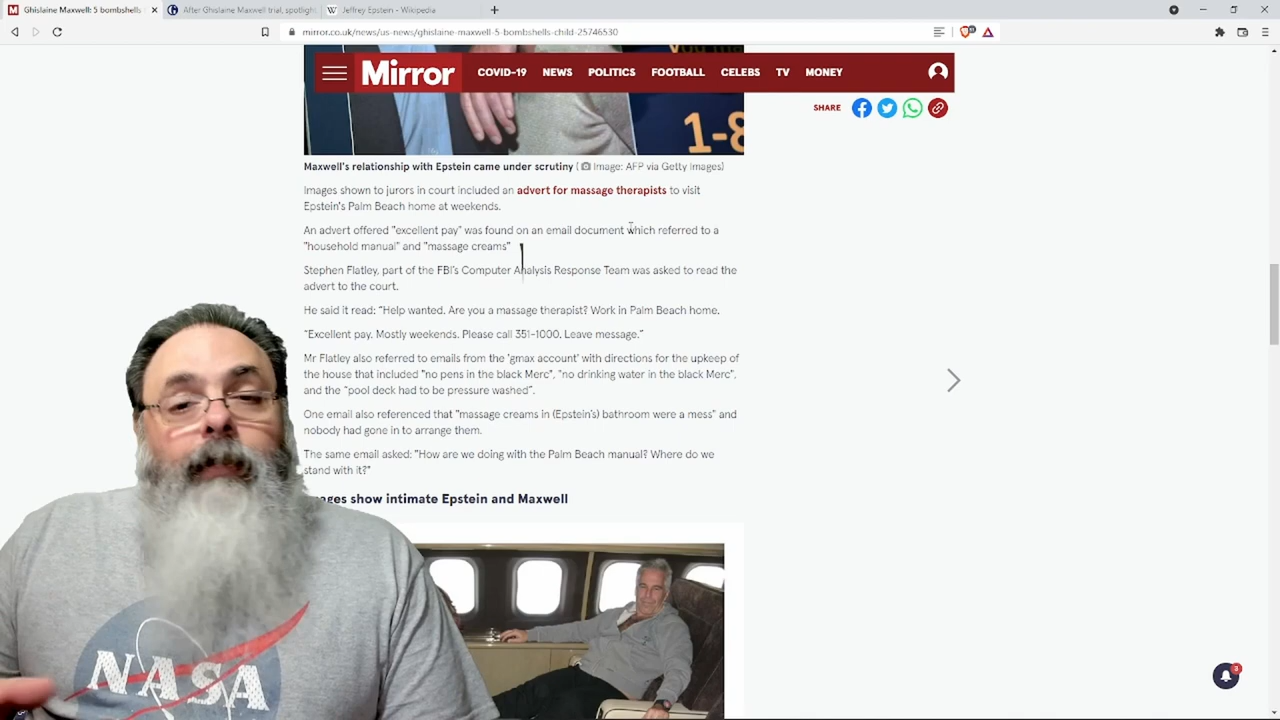 Ghislaine Maxwell: 5 bombshells
After Ghislaine Maxwell trial, spotlig
Jeffrey Epstein - Wikipedia
mirror.co.uk/news/us-news/ghislaine-maxwell-5-bombshells-child-25746530
Mirror
COVID-19 NEWS POLITICS FOOTBALL CELEBS TV MONEY
SHARE
1-8
Maxwell's relationship with Epstein came under scrutiny ( Image: AFP via Getty Images)
Images shown to jurors in court included an advert for massage therapists to visit
Epstein's Palm Beach home at weekends.
An advert offered "excellent pay" was found on an email document which referred to a
"household manual" and "massage creams"
Stephen Flatley, part of the FBI's Computer Analysis Response Team was asked to read the
advert to the court.
He said it read: "Help wanted. Are you a massage therapist? Work in Palm Beach home.
"Excellent pay. Mostly weekends. Please call 351-1000. Leave message."
Mr Flatley also referred to emails from the 'gmax account' with directions for the upkeep of
the house that included "no pens in the black Merc", "no drinking water in the black Merc",
and the "pool deck had to be pressure washed".
One email also referenced that "massage creams in (Epstein's) bathroom were a mess" and
nobody had gone in to arrange them.
The same email asked: "How are we doing with the Palm Beach manual? Where do we
stand with it?"
ages show intimate Epstein and Maxwell
NASA
3